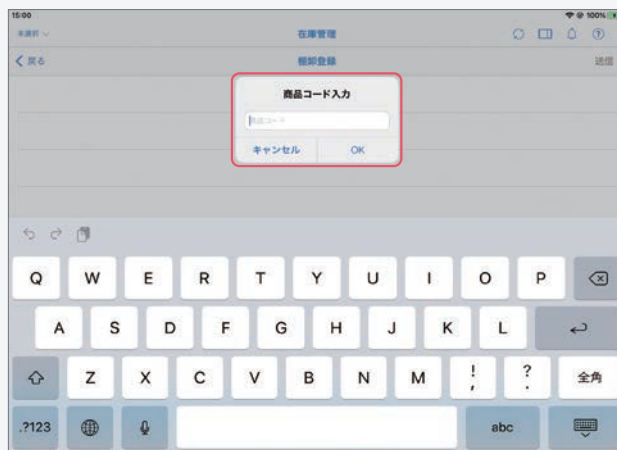 15:00 100%
未選択 在庫管理
戻る 棚卸登録 送信
商品コード入力
商品コード
キャンセル OK
Q W E R T Y U I O P
A S D F G H J K L
Z X C V B N M ! , ? . 全角
.?123 abc